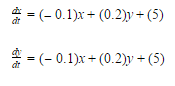 dx/dt = (– 0.1)x + (0.2)y + (5)
dy/dt = (– 0.1)x + (0.2)y + (5)